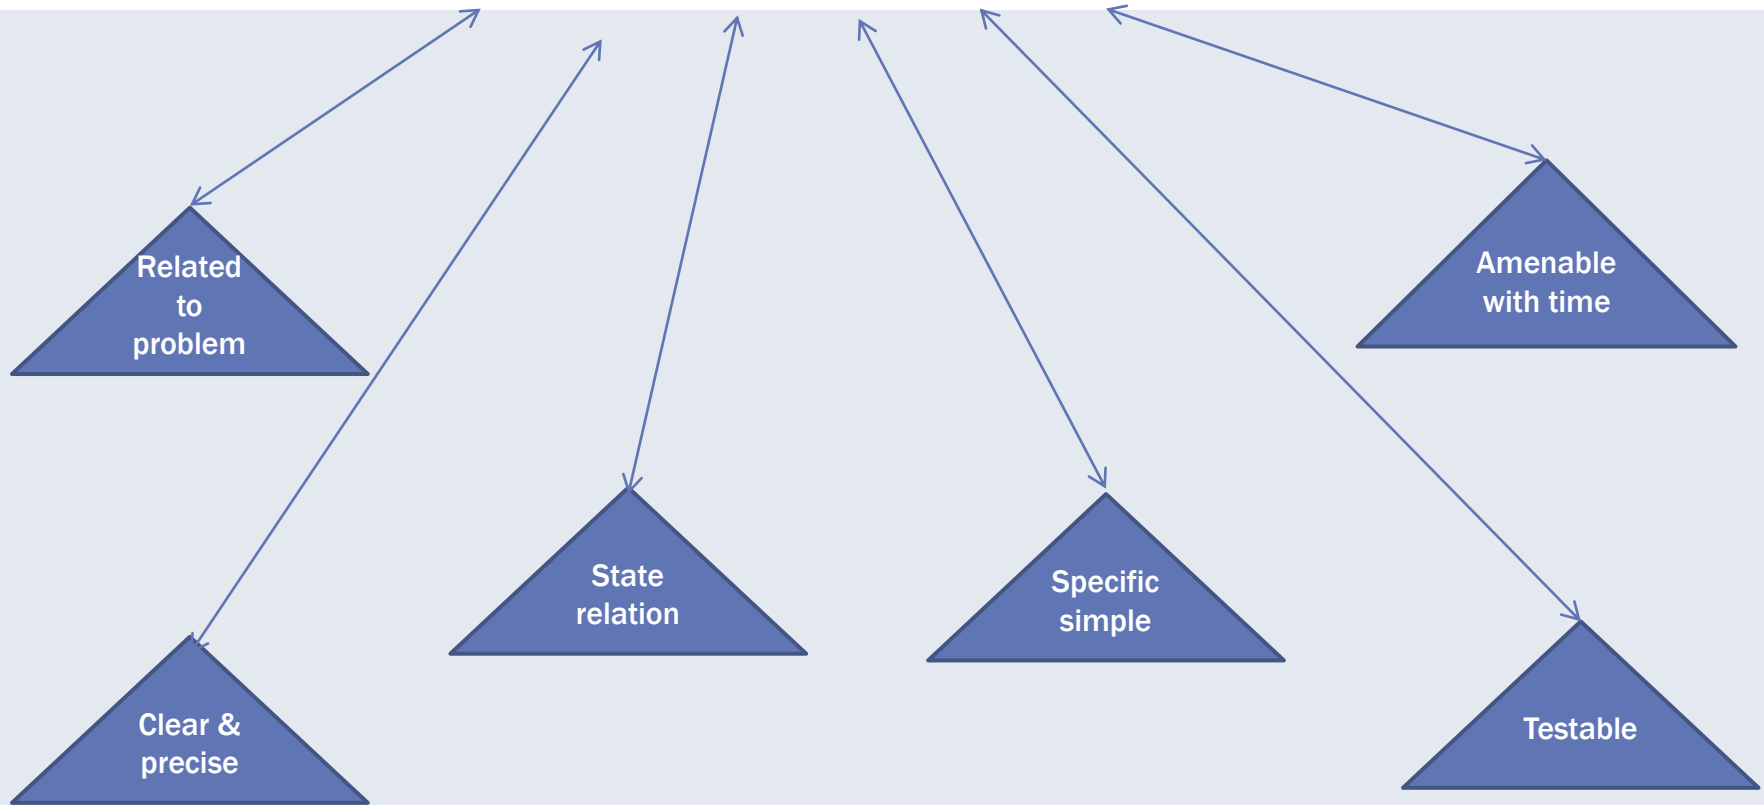 Related
to
problem
Amenable
with time
State
relation
Specific
simple
Clear &
precise
Testable